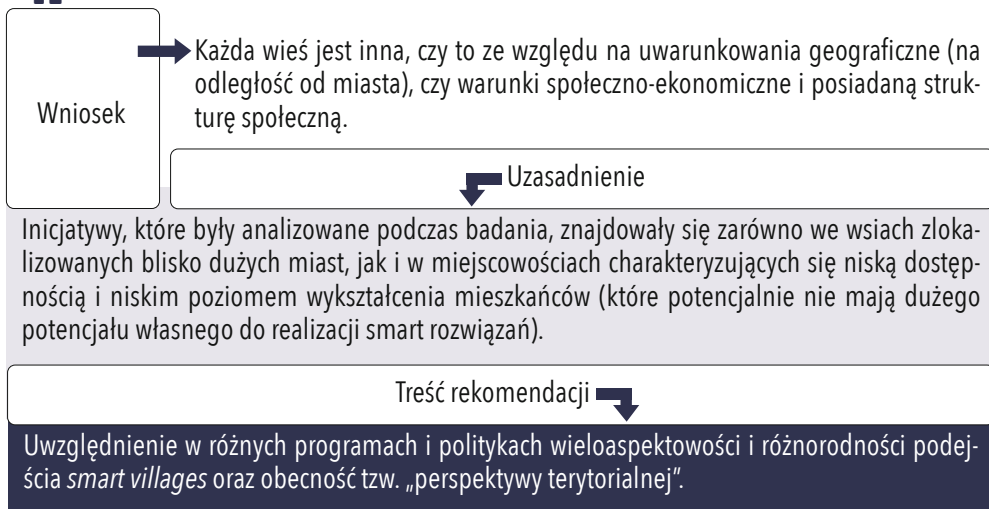 Wniosek
Każda wieś jest inna, czy to ze względu na uwarunkowania geograficzne (na
odległość od miasta), czy warunki społeczno-ekonomiczne i posiadaną struk-
turę społeczną.
Uzasadnienie
Inicjatywy, które były analizowane podczas badania, znajdowały się zarówno we wsiach zloka-
lizowanych blisko dużych miast, jak i w miejscowościach charakteryzujących się niską dostęp-
nością i niskim poziomem wykształcenia mieszkańców (które potencjalnie nie mają dużego
potencjału własnego do realizacji smart rozwiązań).
Treść rekomendacji
Uwzględnienie w różnych programach i politykach wieloaspektowości i różnorodności podej-
ścia smart villages oraz obecność tzw. „perspektywy terytorialnej".